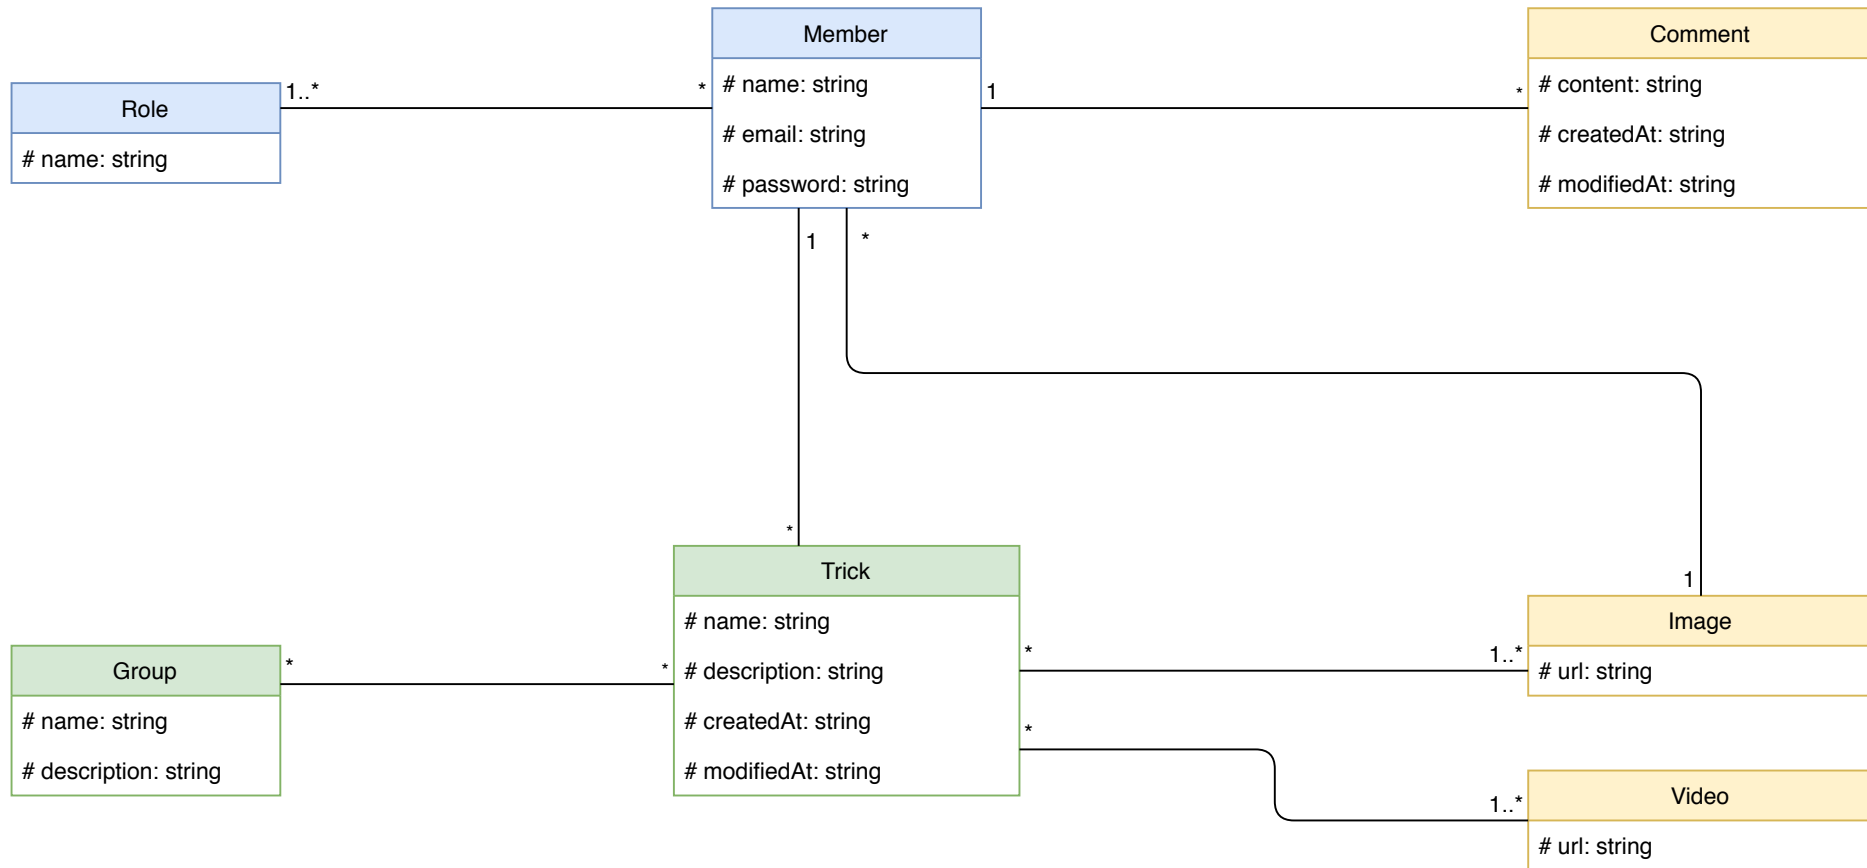 Member
# name: string
# email: string
# password: string
Comment
# content: string
# createdAt: string
# modifiedAt: string
Role
# name: string
1..*
*
1
*
1
*
*
1
Trick
# name: string
# description: string
# createdAt: string
# modifiedAt: string
Group
# name: string
# description: string
*
*
*
1..*
*
1..*
Image
# url: string
Video
# url: string